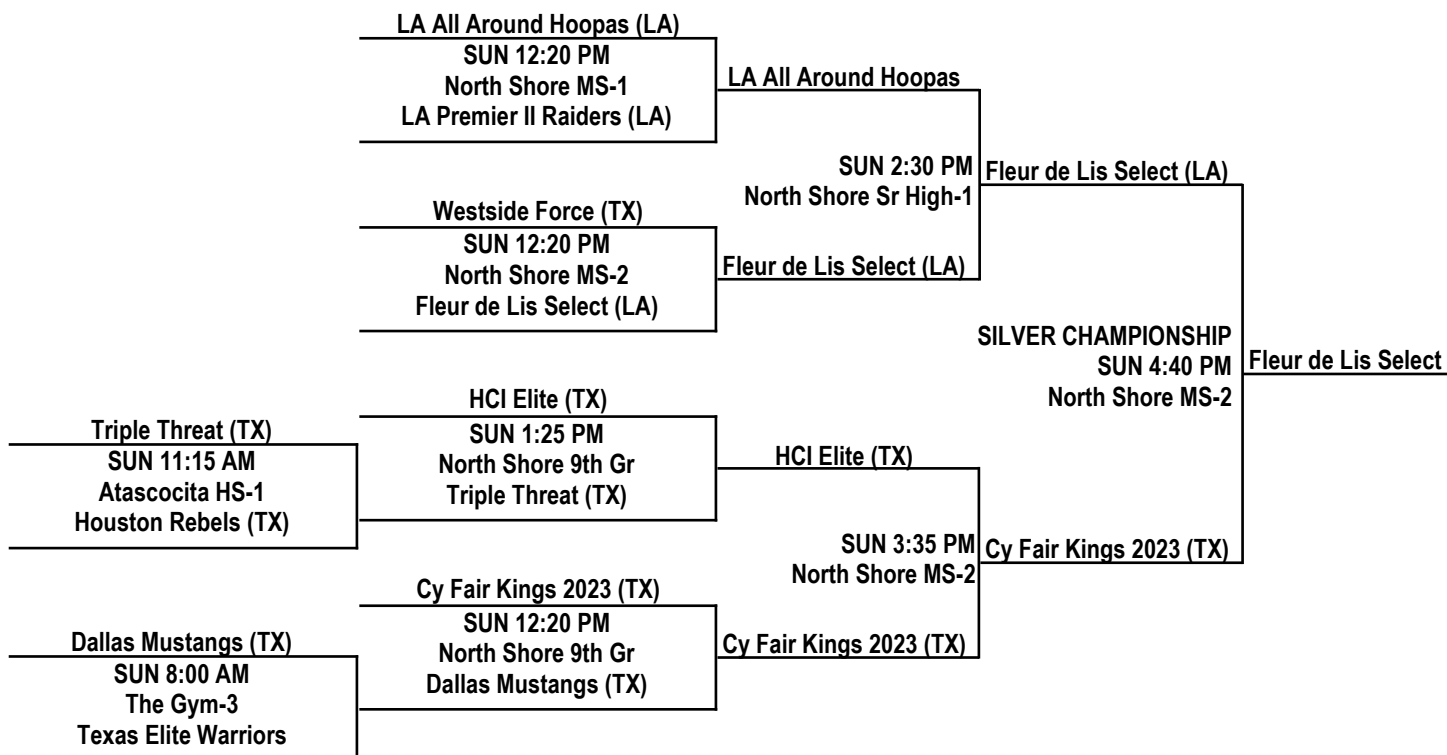 LA All Around Hoopas (LA)
SUN 12:20 PM
North Shore MS-1
LA Premier II Raiders (LA)
LA All Around Hoopas
SUN 2:30 PM
North Shore Sr High-1
Fleur de Lis Select (LA)
Westside Force (TX)
SUN 12:20 PM
North Shore MS-2
Fleur de Lis Select (LA)
Fleur de Lis Select (LA)
SILVER CHAMPIONSHIP
SUN 4:40 PM
North Shore MS-2
Fleur de Lis Select
HCI Elite (TX)
SUN 1:25 PM
North Shore 9th Gr
Triple Threat (TX)
Triple Threat (TX)
SUN 11:15 AM
Atascocita HS-1
Houston Rebels (TX)
HCI Elite (TX)
SUN 3:35 PM
North Shore MS-2
Cy Fair Kings 2023 (TX)
Cy Fair Kings 2023 (TX)
SUN 12:20 PM
North Shore 9th Gr
Dallas Mustangs (TX)
Cy Fair Kings 2023 (TX)
Dallas Mustangs (TX)
SUN 8:00 AM
The Gym-3
Texas Elite Warriors